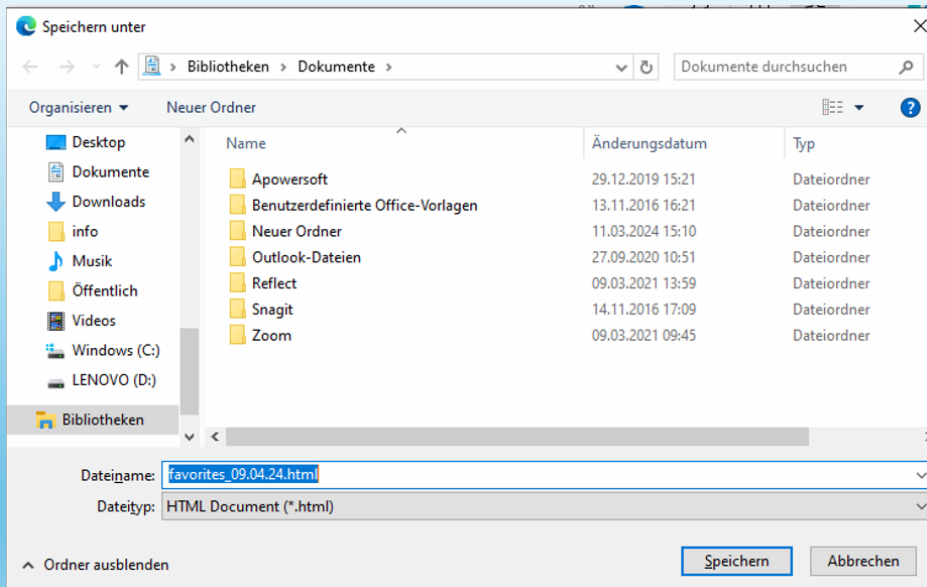 Speichern unter
Bibliotheken > Dokumente >
Dokumente durchsuchen
Organisieren
Neuer Ordner
?
Desktop
Dokumente
Downloads
info
Musik
Öffentlich
Videos
Windows (C:)
LENOVO (D:)
Bibliotheken
Name Änderungsdatum Typ
Apowersoft 29.12.2019 15:21 Dateiordner
Benutzerdefinierte Office-Vorlagen 13.11.2016 16:21 Dateiordner
Neuer Ordner 11.03.2024 15:10 Dateiordner
Outlook-Dateien 27.09.2020 10:51 Dateiordner
Reflect 09.03.2021 13:59 Dateiordner
Snagit 14.11.2016 17:09 Dateiordner
Zoom 09.03.2021 09:45 Dateiordner
Dateiname: favorites_09.04.24.html
Dateityp: HTML Document (*.html)
Ordner ausblenden
Speichern
Abbrechen